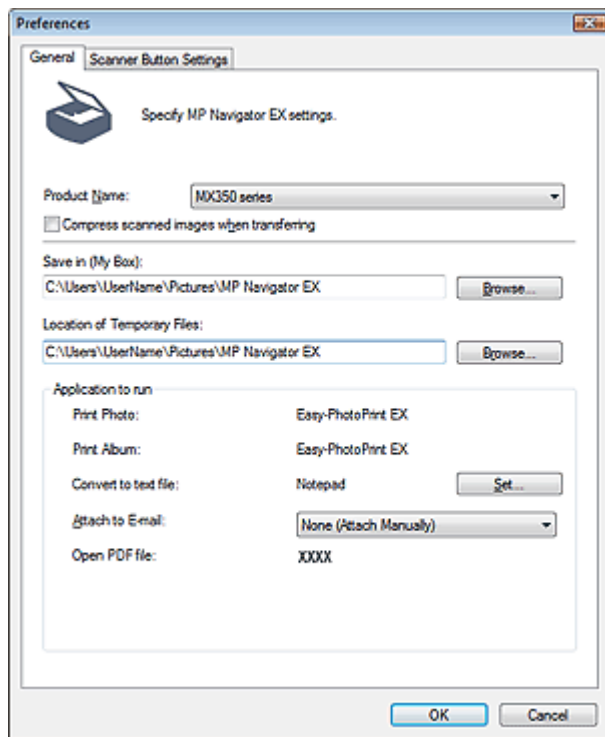 Preferences
General Scanner Button Settings
Specify MP Navigator EX settings.
Product Name: MX350 series
Compress scanned images when transferring
Save in (My Box):
C:\Users\UserName\Pictures\MP Navigator EX Browse...
Location of Temporary Files:
C:\Users\UserName\Pictures\MP Navigator EX Browse...
Application to run
Print Photo: Easy-PhotoPrint EX
Print Album: Easy-PhotoPrint EX
Convert to text file: Notepad Set...
Attach to E-mail: None (Attach Manually)
Open PDF file: XXXX
OK Cancel